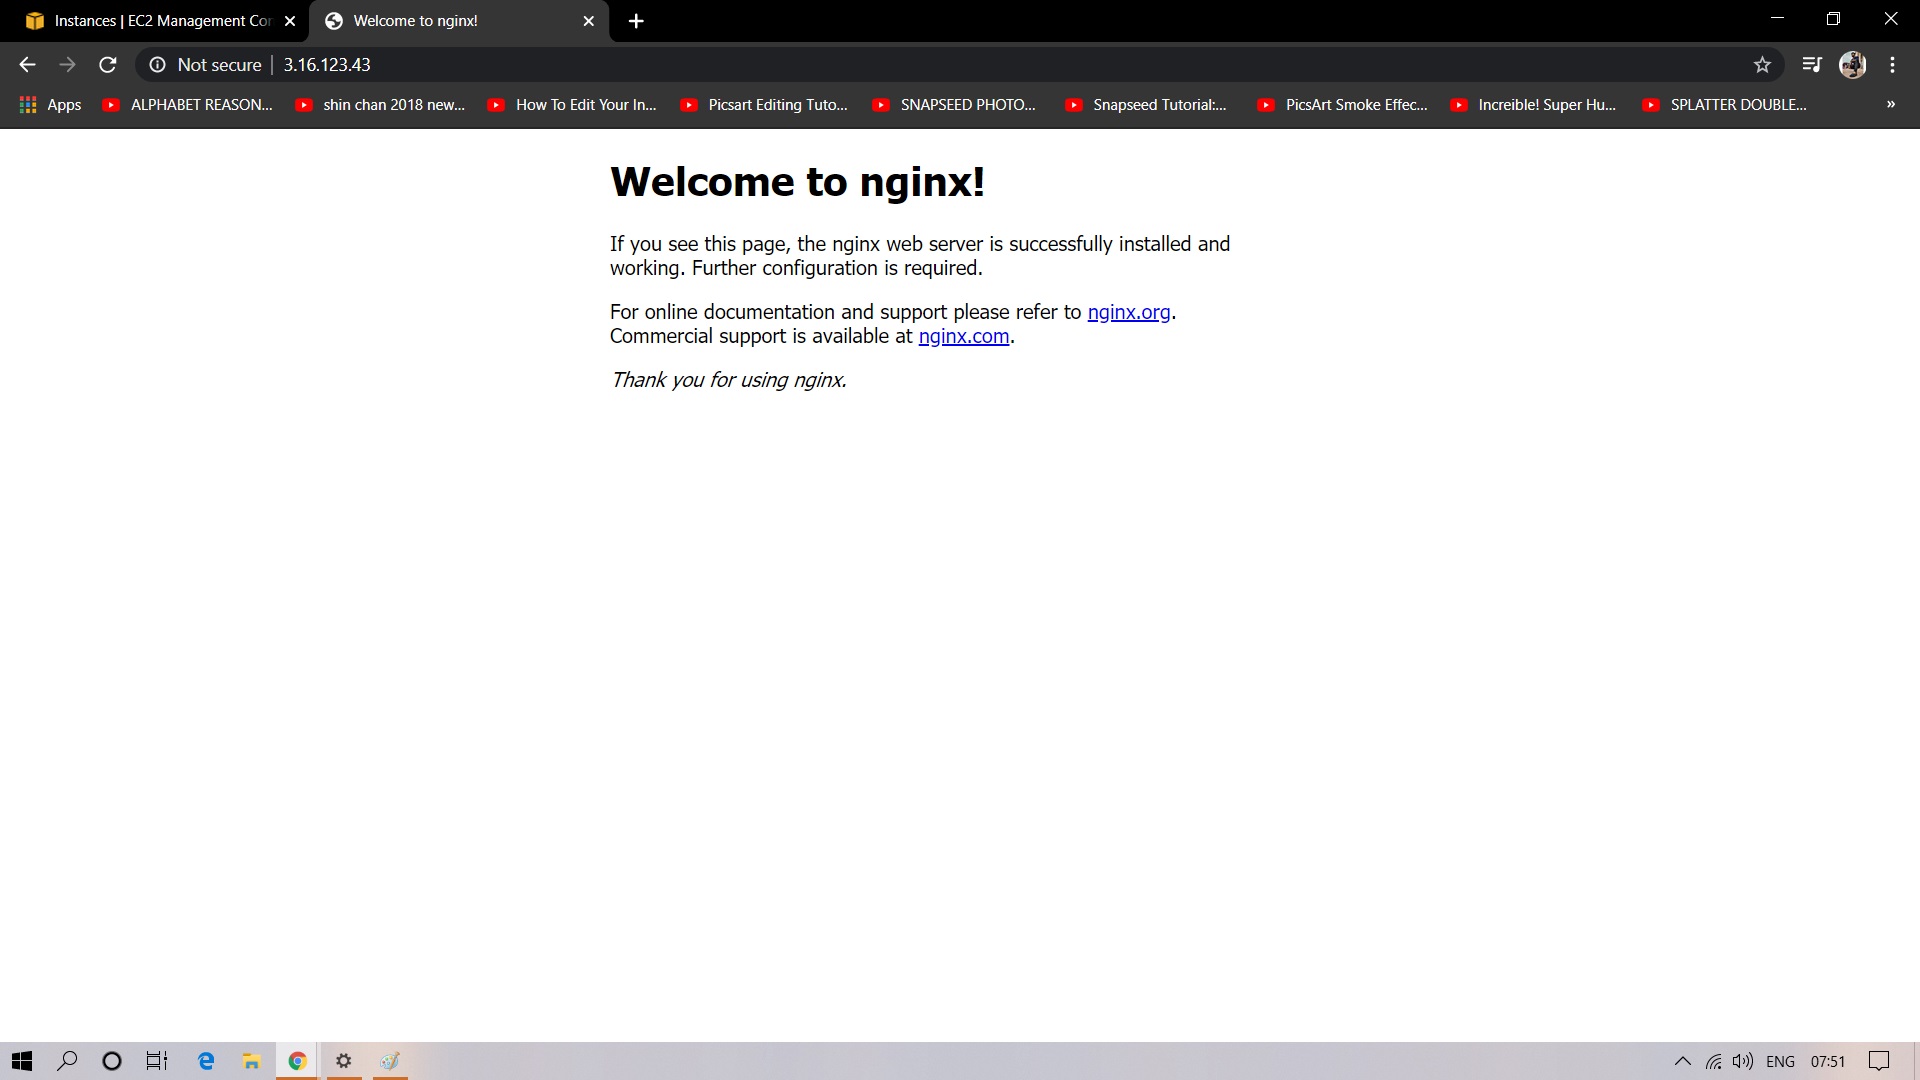 Instances | EC2 Management Con
Welcome to nginx!
Not secure
3.16.123.43
Apps
ALPHABET REASON...
shin chan 2018 new...
How To Edit Your In...
Picsart Editing Tuto...
SNAPSEED PHOTO...
Snapseed Tutorial:...
PicsArt Smoke Effec...
Increible! Super Hu...
SPLATTER DOUBLE...
Welcome to nginx!
If you see this page, the nginx web server is successfully installed and
working. Further configuration is required.
For online documentation and support please refer to nginx.org.
Commercial support is available at nginx.com.
Thank you for using nginx.
ENG
07:51